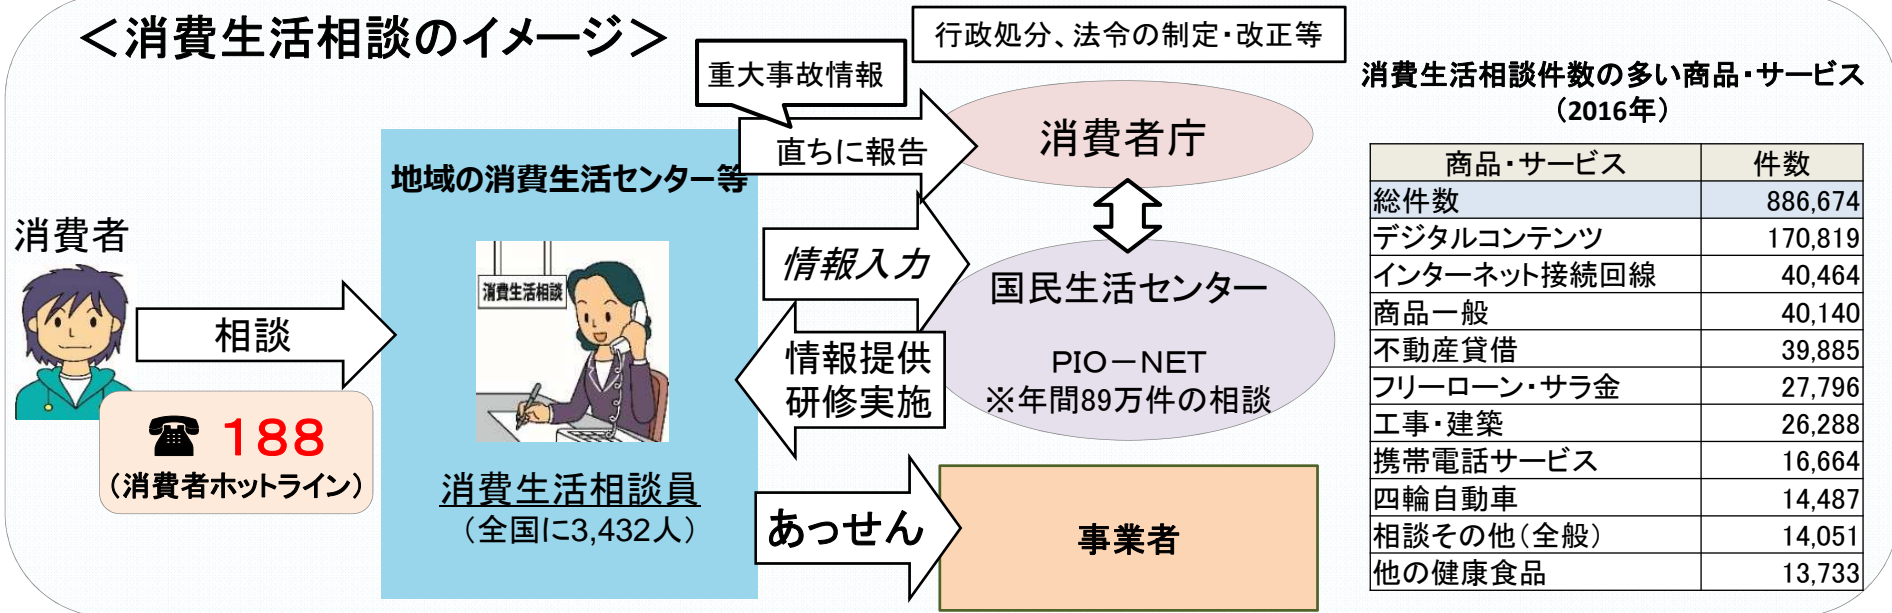 ＜消費生活相談のイメージ＞
行政処分、法令の制定・改正等
重大事故情報
直ちに報告
消費者庁
地域の消費生活センター等
消費者
相談
☎ 188
（消費者ホットライン）
消費生活相談
消費生活相談員
（全国に3,432人）
情報入力
国民生活センター
PIO－NET
※年間89万件の相談
情報提供
研修実施
あっせん
事業者
消費生活相談件数の多い商品・サービス
（2016年）
商品・サービス 件数
総件数 886,674
デジタルコンテンツ 170,819
インターネット接続回線 40,464
商品一般 40,140
不動産貸借 39,885
フリーローン・サラ金 27,796
工事・建築 26,288
携帯電話サービス 16,664
四輪自動車 14,487
相談その他（全般） 14,051
他の健康食品 13,733